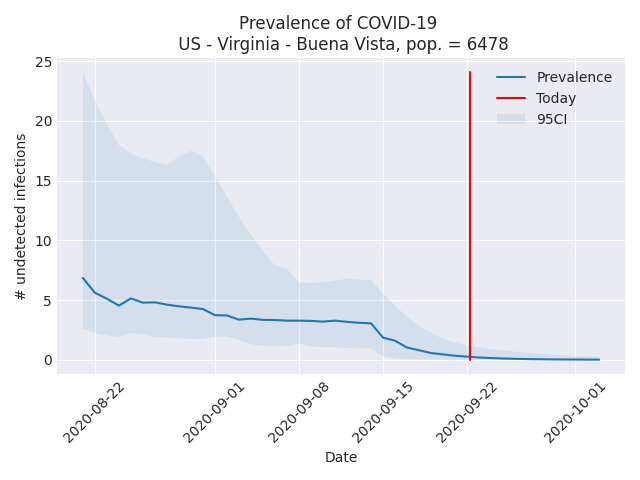 Prevalence of COVID-19
US - Virginia - Buena Vista, pop. = 6478
25
20
15
10
5
0
# undetected infections
Prevalence
Today
95CI
2020-08-22
2020-09-01
2020-09-08
2020-09-15
2020-09-22
2020-10-01
Date